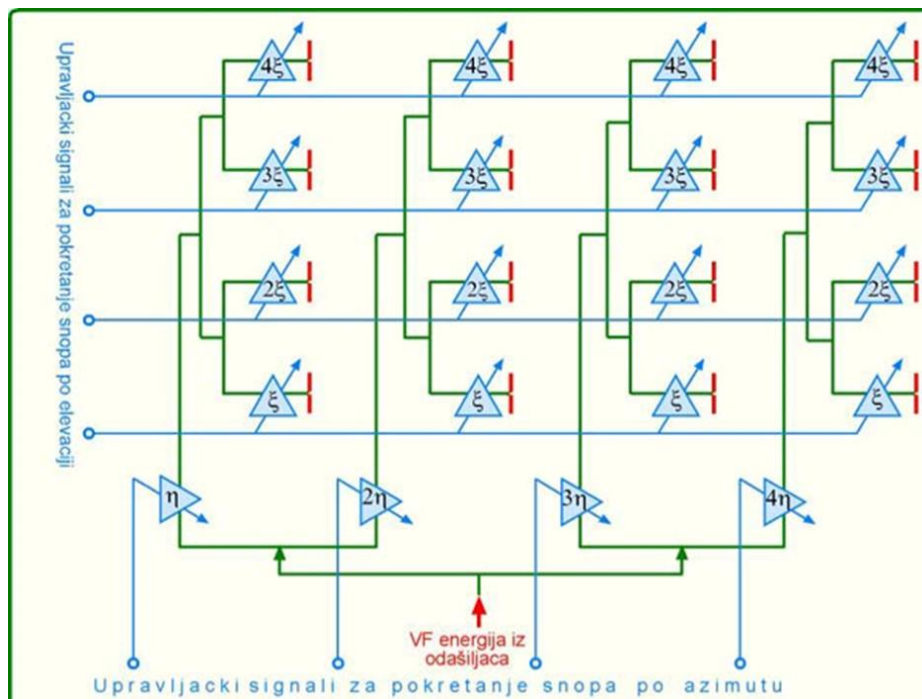 Upravljacki signali za pokretanje snopa po elevaciji
4ξ 4ξ 4ξ 4ξ
3ξ 3ξ 3ξ 3ξ
2ξ 2ξ 2ξ 2ξ
ξ ξ ξ ξ
η 2η 3η 4η
VF energija iz
odašiljaca
Upravljacki signali za pokretanje snopa po azimutu